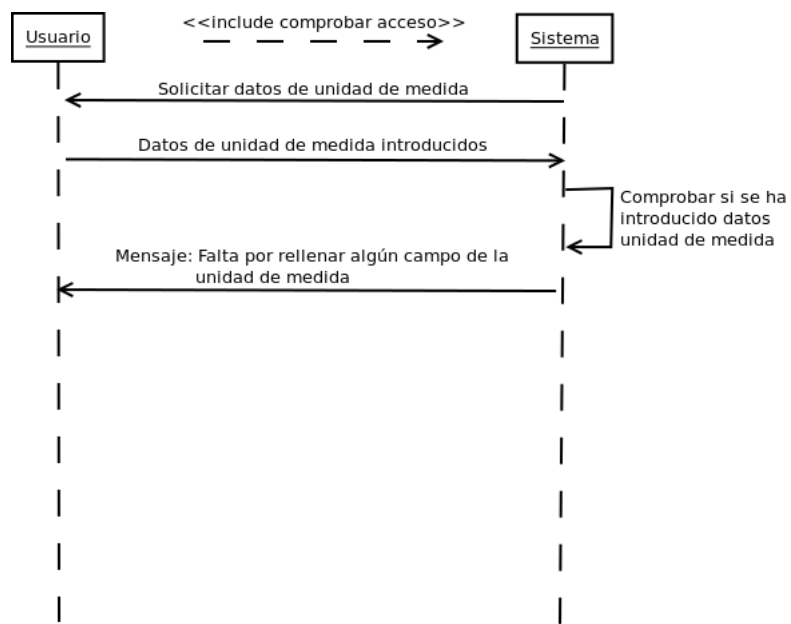 <<include comprobar acceso>>
Usuario
Sistema
Solicitar datos de unidad de medida
Datos de unidad de medida introducidos
Comprobar si se ha
introducido datos
unidad de medida
Mensaje: Falta por rellenar algún campo de la
unidad de medida